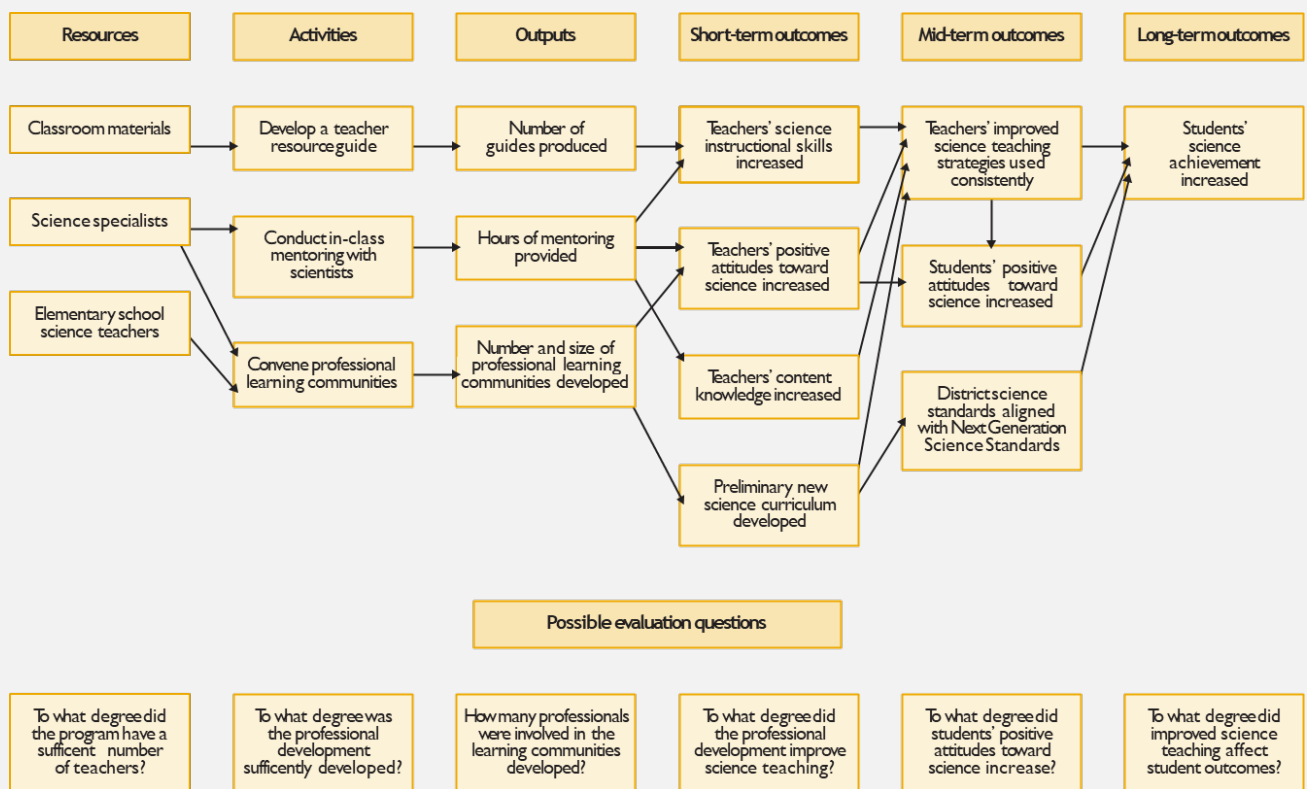 Resources
Activities
Outputs
Short-term outcomes
Mid-term outcomes
Long-term outcomes
Classroom materials
Develop a teacher
resource guide
Number of
guides produced
Teachers' science
instructional skills
increased
Teachers' improved
science teaching
strategies used
consistently
Students'
science
achievement
increased
Science specialists
Conduct in-class
mentoring with
scientists
Hours of mentoring
provided
Teachers' positive
attitudes toward
science increased
Students' positive
attitudes toward
science increased
Elementary school
science teachers
Convene professional
learning communities
Number and size of
professional learning
communities developed
Teachers' content
knowledge increased
District science
standards aligned
with Next Generation
Science Standards
Preliminary new
science curriculum
developed
Possible evaluation questions
To what degree did
the program have a
sufficent number
of teachers?
To what degree was
the professional
development
sufficently developed?
How many professionals
were involved in the
learning communities
developed?
To what degree did
the professional
development improve
science teaching?
To what degree did
students' positive
attitudes toward
science increase?
To what degree did
improved science
teaching affect
student outcomes?